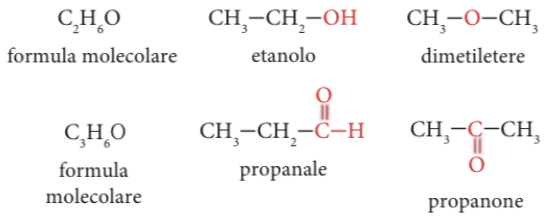 C₂H₆O CH₃–CH₂–OH CH₃–O–CH₃
formula molecolare etanolo dimetiletere
O
C₃H₆O CH₃–CH₂–C–H CH₃–C–CH₃
O
formula propanale
molecolare propanone